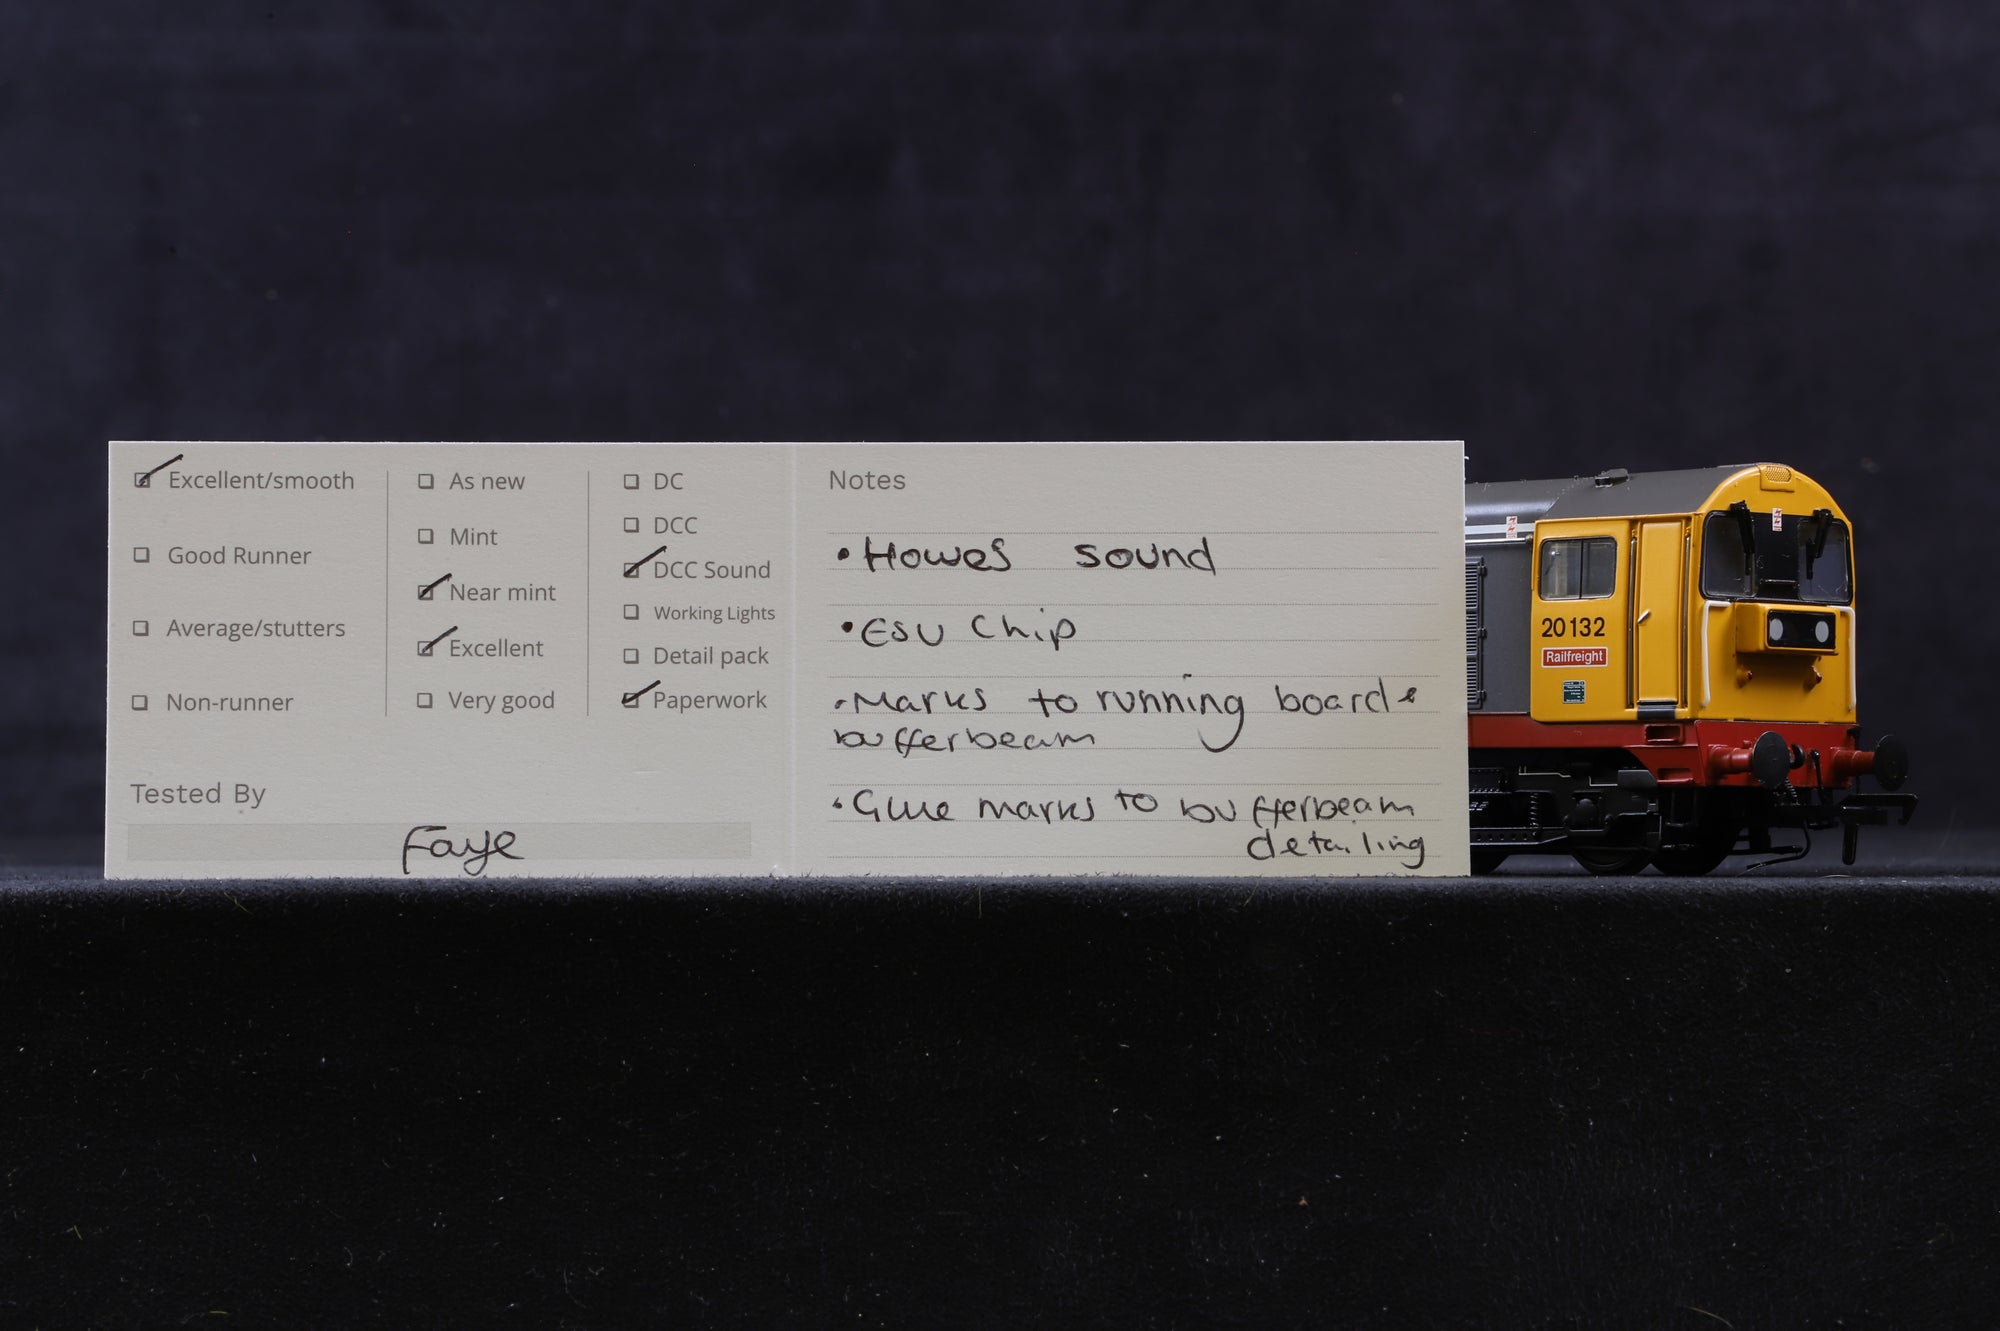 Excellent/smooth
Good Runner
Average/stutters
Non-runner
As new
Mint
Near mint
Excellent
Very good
DC
DCC
DCC Sound
Working Lights
Detail pack
Paperwork
Tested By
Faye
Notes
• Howes sound
• ESU Chip
• Marks to running board &
bufferbeam
• Glue marks to bufferbeam
detailing
20132
Railfreight